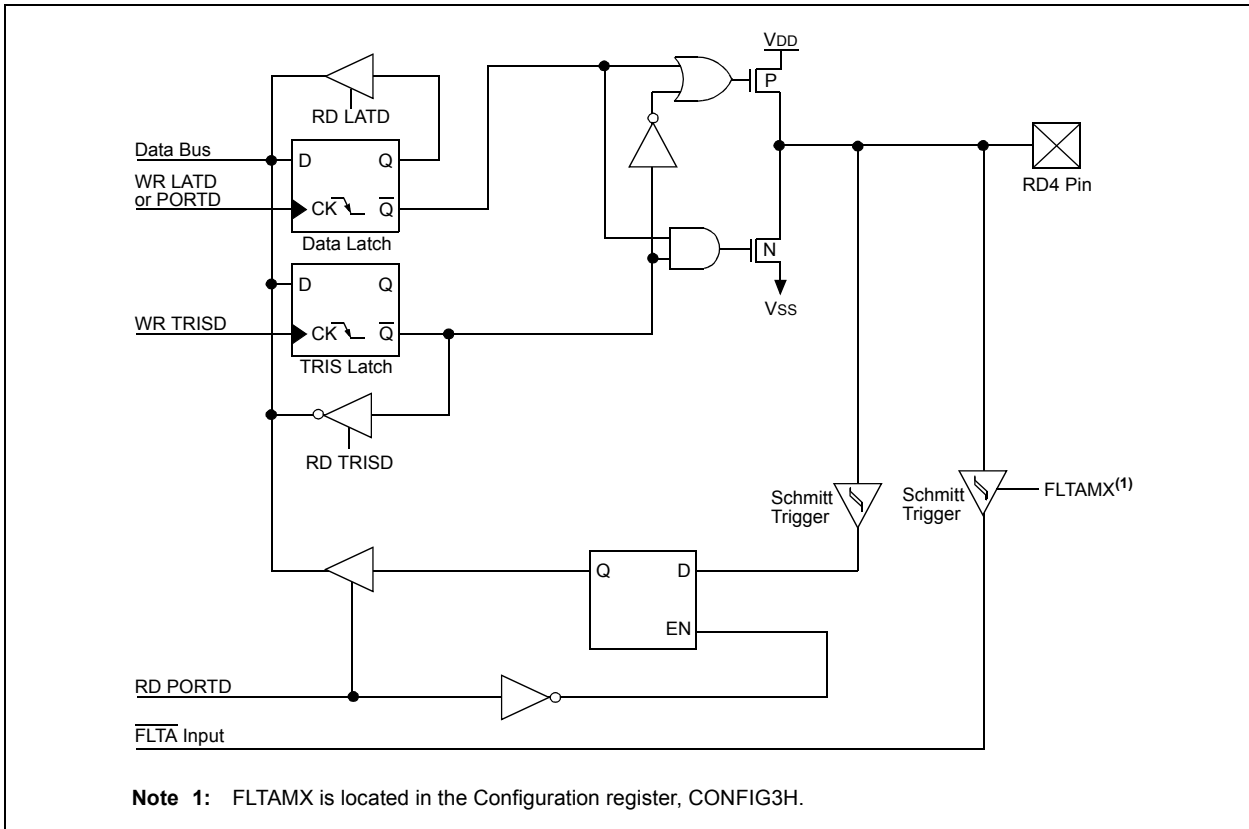 VDD
P
RD LATD
RD4 Pin
Data Bus
D Q
WR LATD
or PORTD
CK Q̅
Data Latch
N
VSS
D Q
WR TRISD
CK Q̅
TRIS Latch
RD TRISD
Schmitt
Trigger
Schmitt
Trigger
FLTAMX(1)
Q D
EN
RD PORTD
F̅L̅T̅A̅ Input
Note 1: FLTAMX is located in the Configuration register, CONFIG3H.